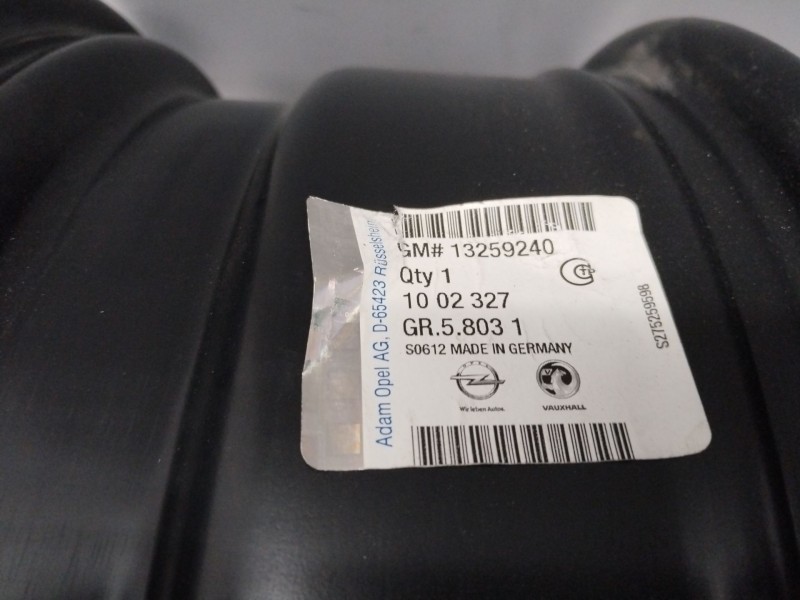 GM# 13259240
Qty 1
10 02 327
GR.5.803 1
S0612 MADE IN GERMANY
Wir leben Autos.
VAUXHALL
Adam Opel AG, D-65423 Rüsselsheim
S275259598